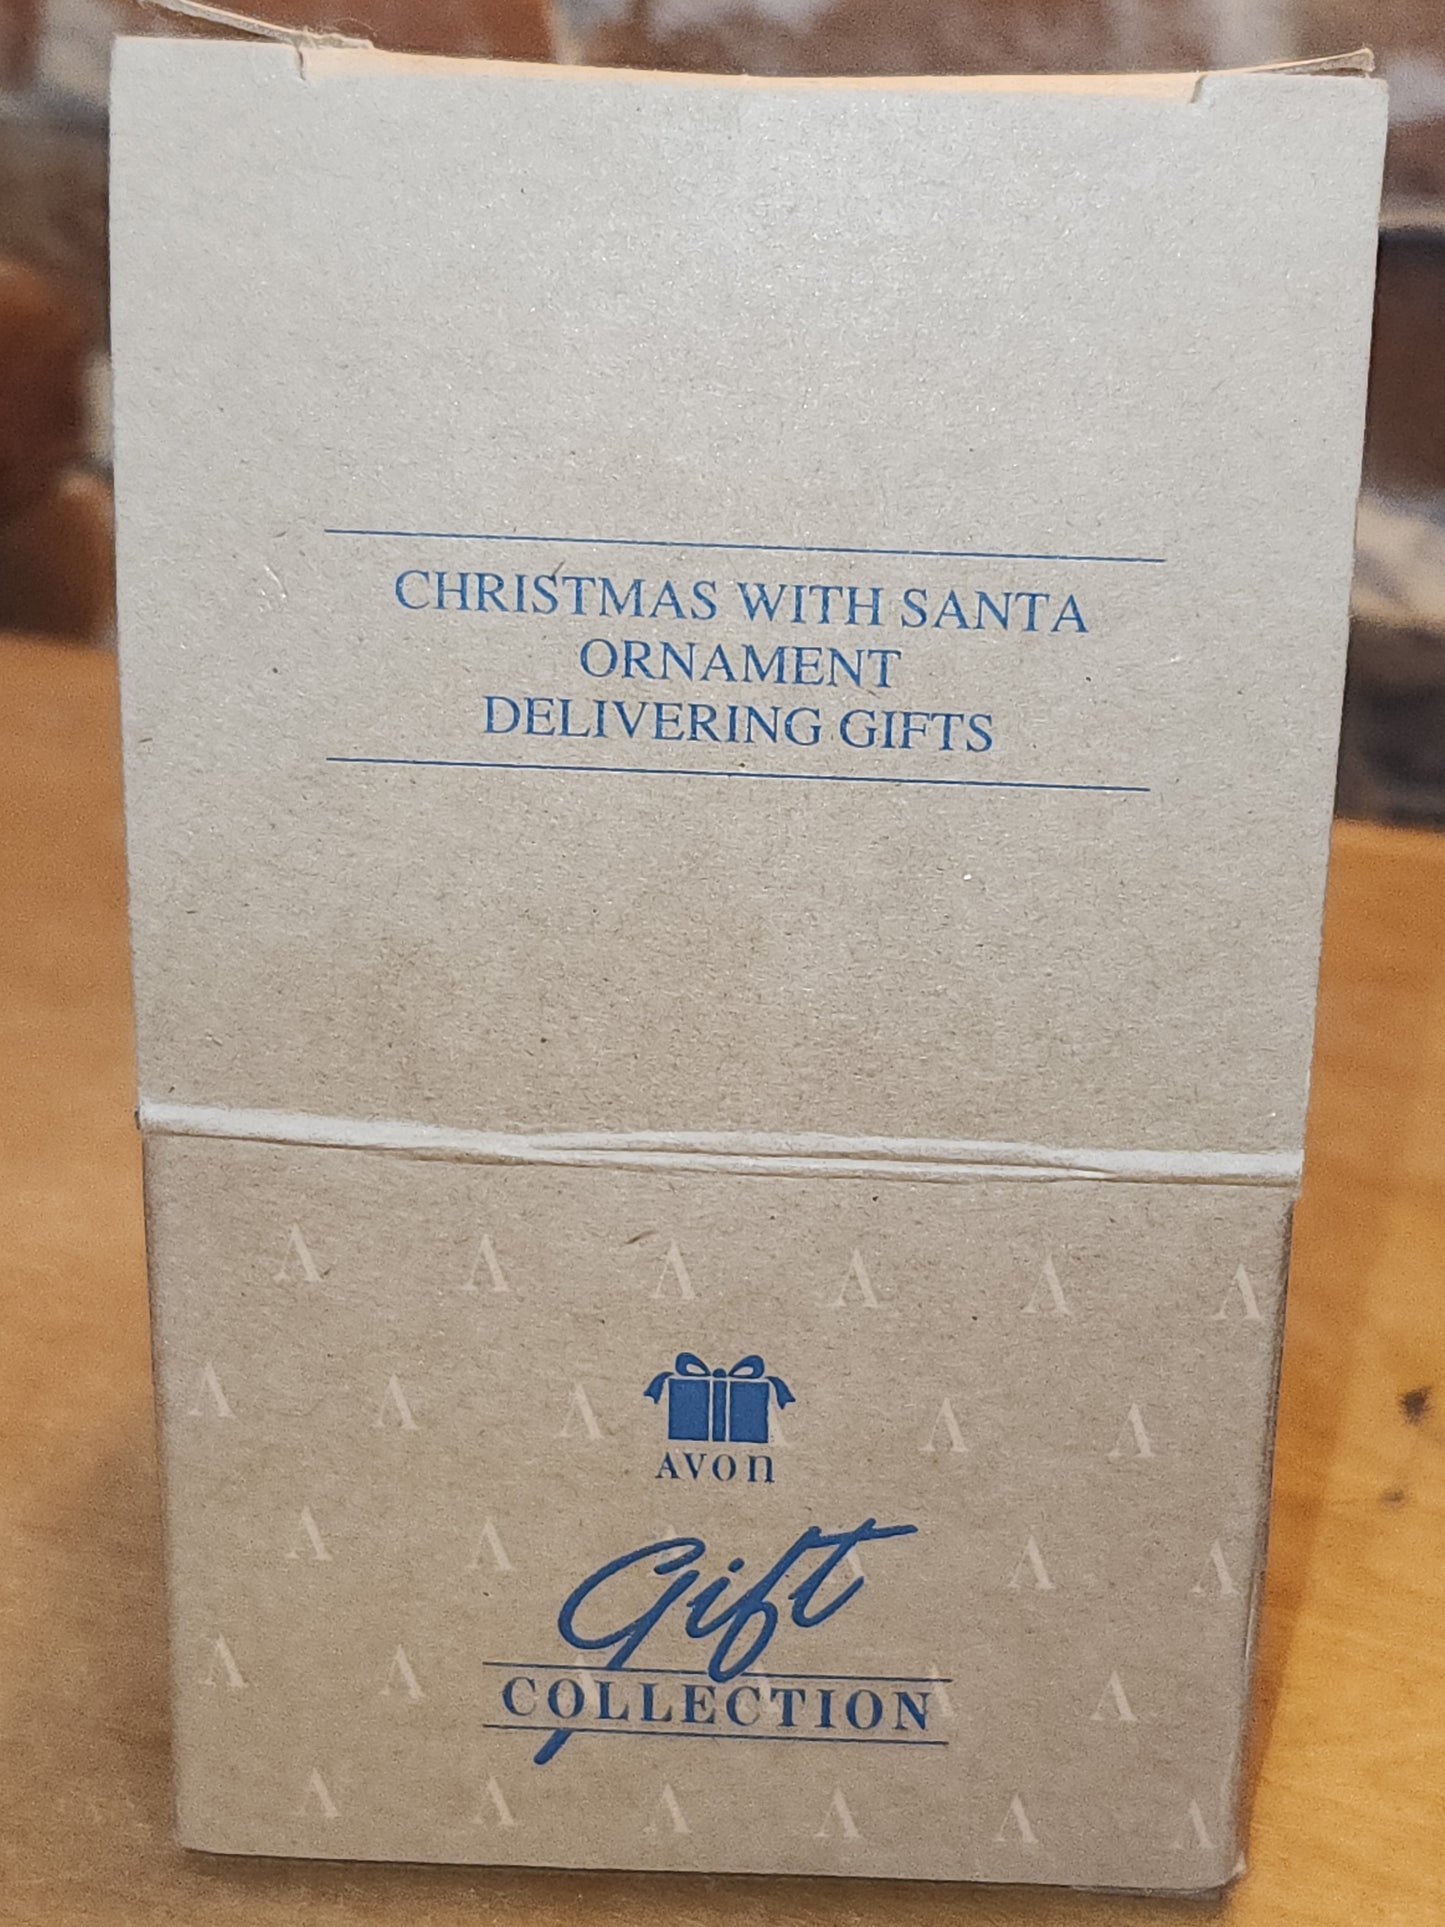 CHRISTMAS WITH SANTA
ORNAMENT
DELIVERING GIFTS
AVON
Gift
COLLECTION